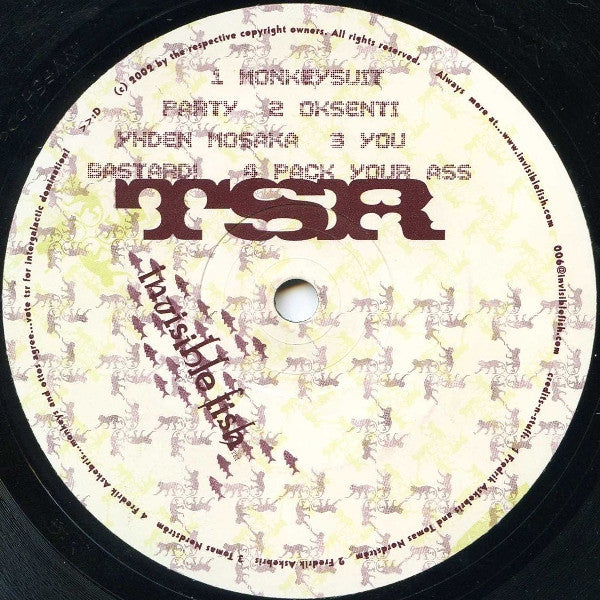 (c) 2002 by the respective copyright owners. All rights reserved. Always more at...www.invisiblefish.com 006@invisiblefish.com credits-n-stuff: 1 Fredrik Askebris and Tomas Nordström 2 Fredrik Askebris 3 Tomas Nordström 4 Fredrik Askebris...monkeys and ettos agree...vote tsr for intergalactic domination! >>:D
1 MONKEYSUIT
PARTY 2 OKSENTI
YHDEN MOSAKA 3 YOU
BASTARD! 4 PACK YOUR ASS
TSR
invisible fish